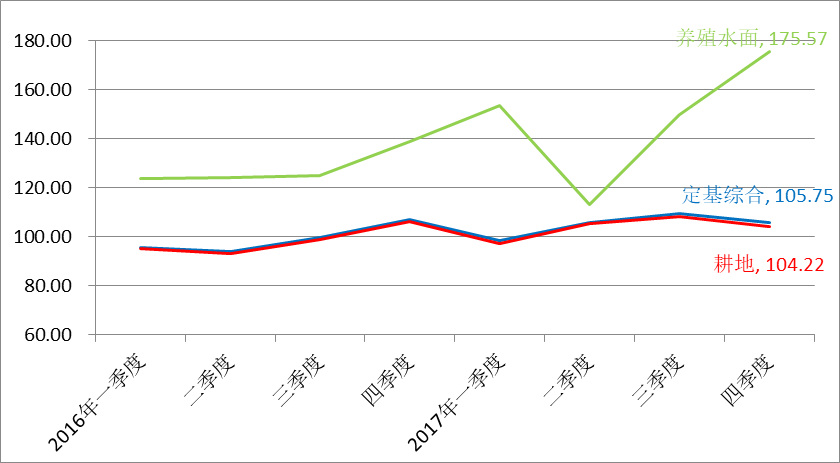 180.00
160.00
140.00
120.00
100.00
80.00
60.00
养殖水面, 175.57
定基综合, 105.75
耕地, 104.22
2016年一季度
二季度
三季度
四季度
2017年一季度
二季度
三季度
四季度